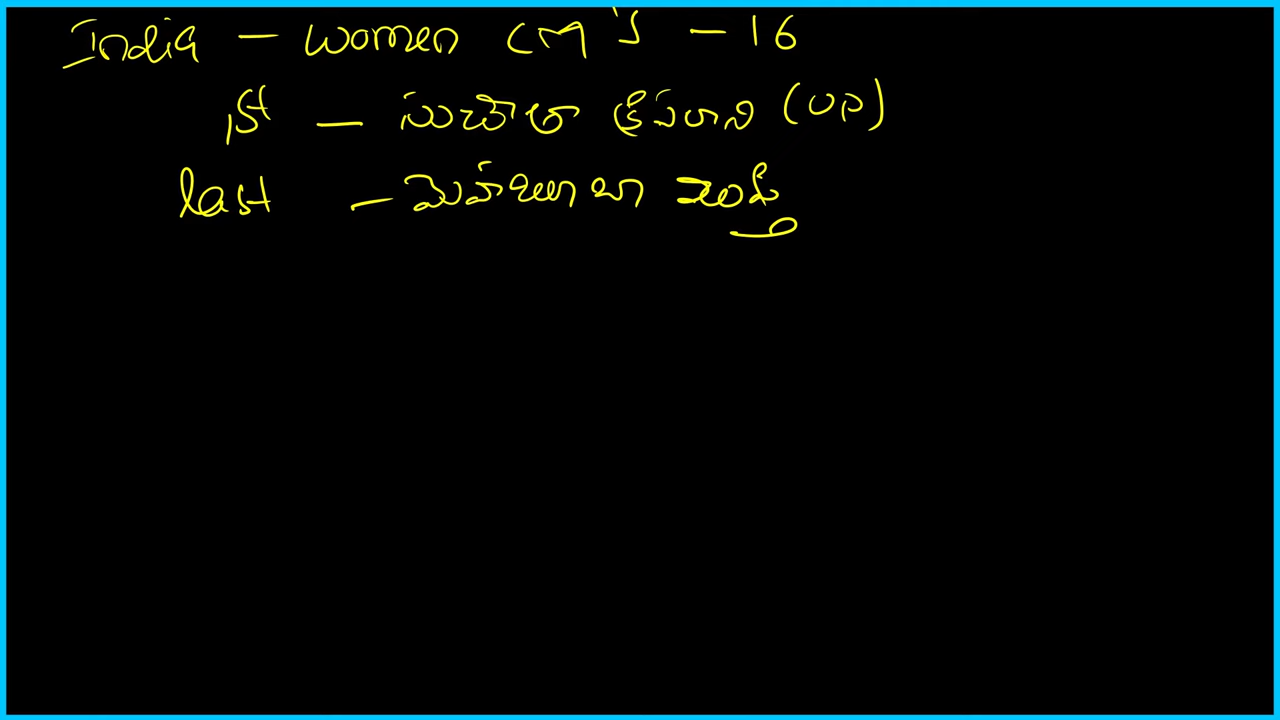 India - women CM's - 16
1st - సుచేతా క్రిపలాని (UP)
last - మెహబూబా ముఫ్తి